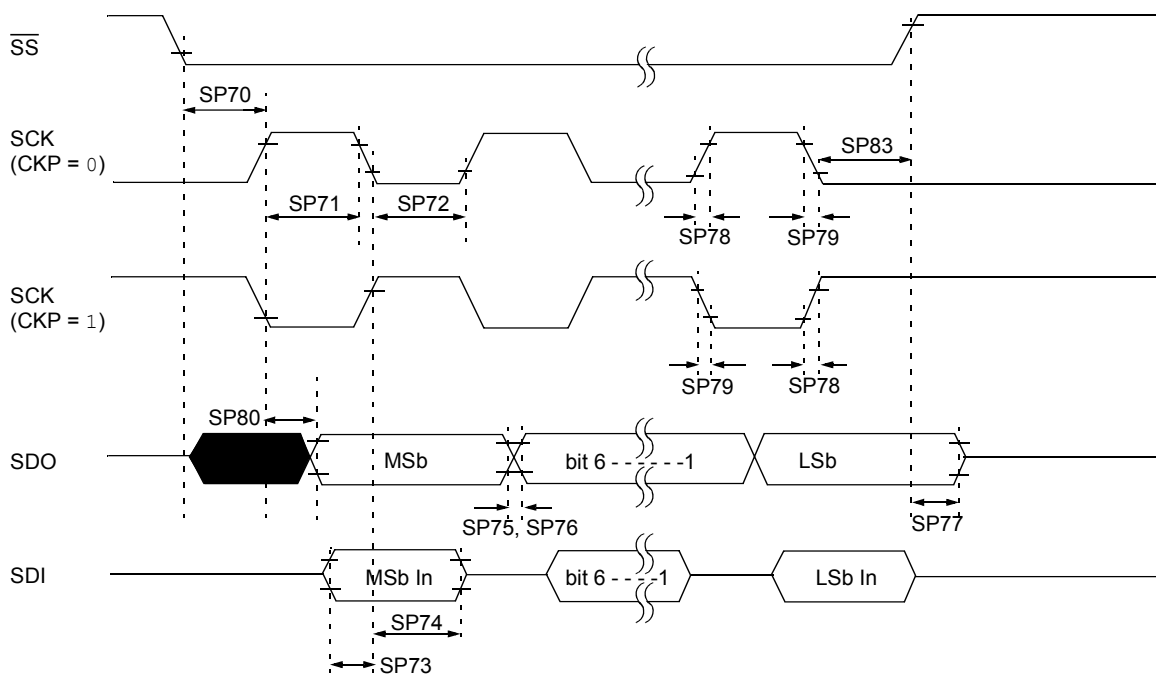 SS
SP70
SCK
(CKP = 0)
SP83
SP71
SP72
SP78
SP79
SCK
(CKP = 1)
SP79
SP78
SP80
SDO
MSb
bit 6 - - - - - -1
LSb
SP75, SP76
SP77
SDI
MSb In
bit 6 - - - - -1
LSb In
SP74
SP73